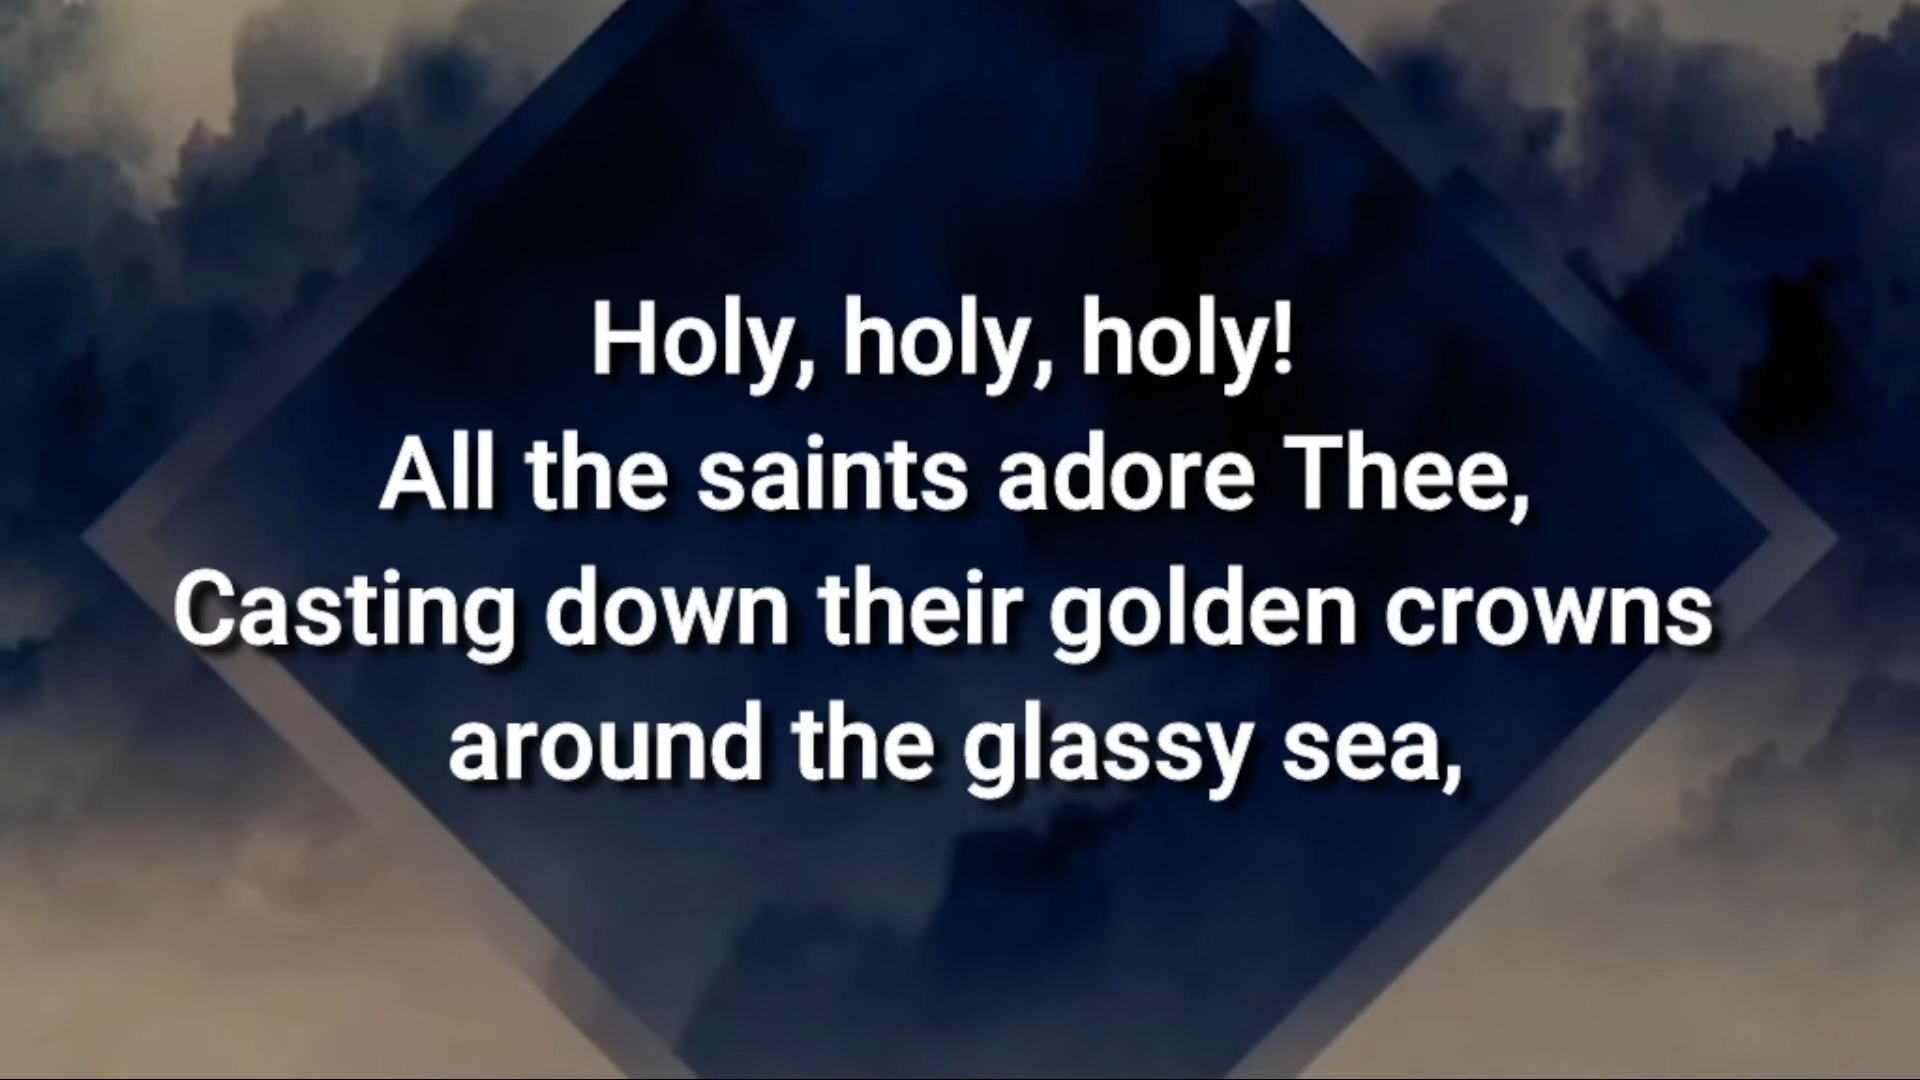 Holy, holy, holy!
All the saints adore Thee,
Casting down their golden crowns
around the glassy sea,